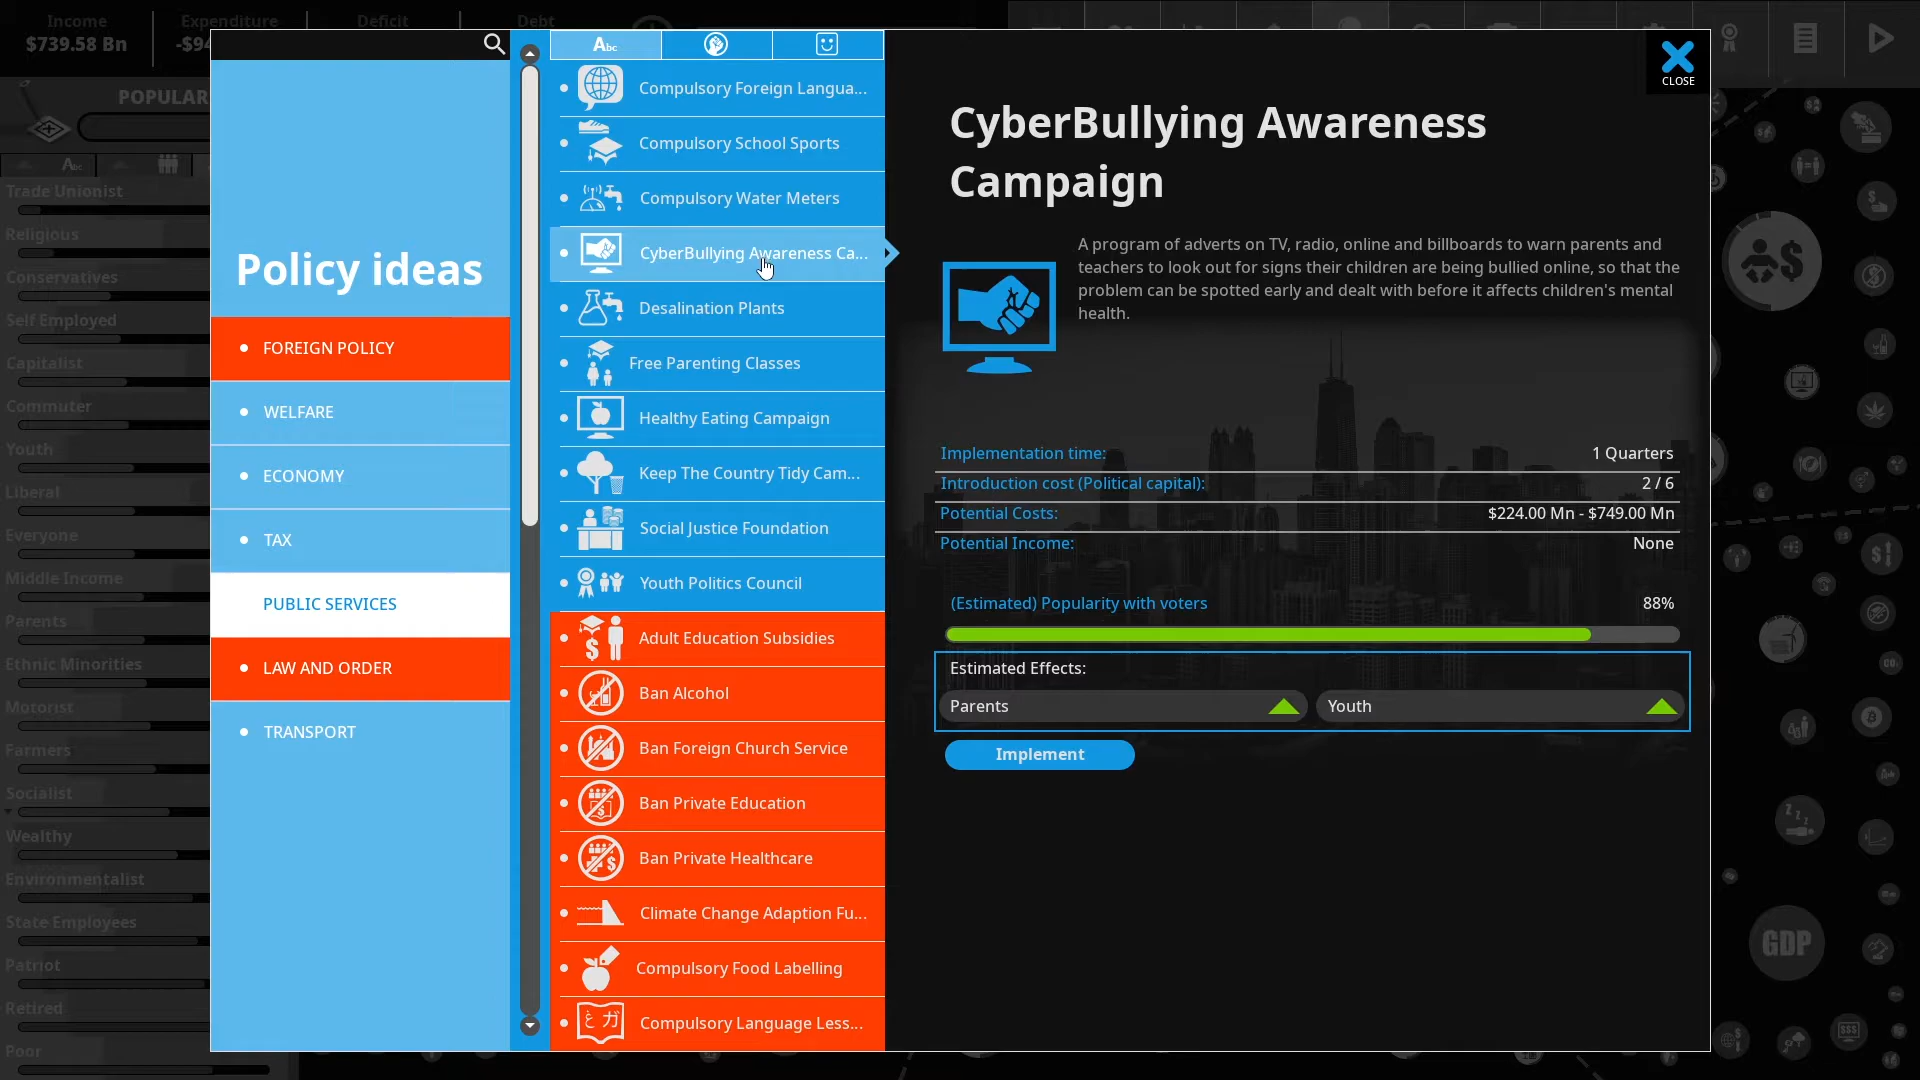 Income
$739.58 Bn
Expenditure
-$94
Deficit
Debt
POPULAR
Abc
Trade Unionist
Religious
Conservatives
Self Employed
Capitalist
Commuter
Youth
Liberal
Everyone
Middle Income
Parents
Ethnic Minorities
Motorist
Farmers
Socialist
Wealthy
Environmentalist
State Employees
Patriot
Retired
Poor
Policy ideas
FOREIGN POLICY
WELFARE
ECONOMY
TAX
PUBLIC SERVICES
LAW AND ORDER
TRANSPORT
Abc
Compulsory Foreign Langua...
Compulsory School Sports
Compulsory Water Meters
CyberBullying Awareness Ca...
Desalination Plants
Free Parenting Classes
Healthy Eating Campaign
Keep The Country Tidy Cam...
Social Justice Foundation
Youth Politics Council
Adult Education Subsidies
Ban Alcohol
Ban Foreign Church Service
Ban Private Education
Ban Private Healthcare
Climate Change Adaption Fu...
Compulsory Food Labelling
Compulsory Language Less...
CLOSE
CyberBullying Awareness
Campaign
A program of adverts on TV, radio, online and billboards to warn parents and
teachers to look out for signs their children are being bullied online, so that the
problem can be spotted early and dealt with before it affects children's mental
health.
Implementation time: 1 Quarters
Introduction cost (Political capital): 2 / 6
Potential Costs: $224.00 Mn - $749.00 Mn
Potential Income: None
(Estimated) Popularity with voters 88%
Estimated Effects:
Parents
Youth
Implement
GDP